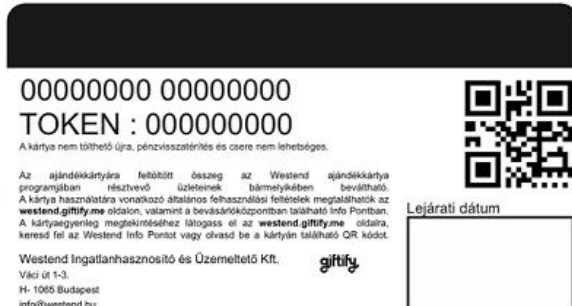 00000000 00000000
TOKEN : 000000000
A kártya nem tölthető újra, pénzvisszatérítés és csere nem lehetséges.
Az ajándékkártyára feltöltött összeg az Westend ajándékkártya
programjában résztvevő üzleteinek bármelyikében beváltható.
A kártya használatára vonatkozó általános felhasználási feltételek megtalálhatók az
westend.giftify.me oldalon, valamint a bevásárlóközpontban található Info Pontban.
A kártyaegyenleg megtekintéséhez látogass el az westend.giftify.me oldalra,
keresd fel az Westend Info Pontot vagy olvasd be a kártyán található QR kódot.
Lejárati dátum
Westend Ingatlanhasznosító és Üzemeltető Kft.
giftify
Váci út 1-3.
H- 1065 Budapest
info@westend.hu